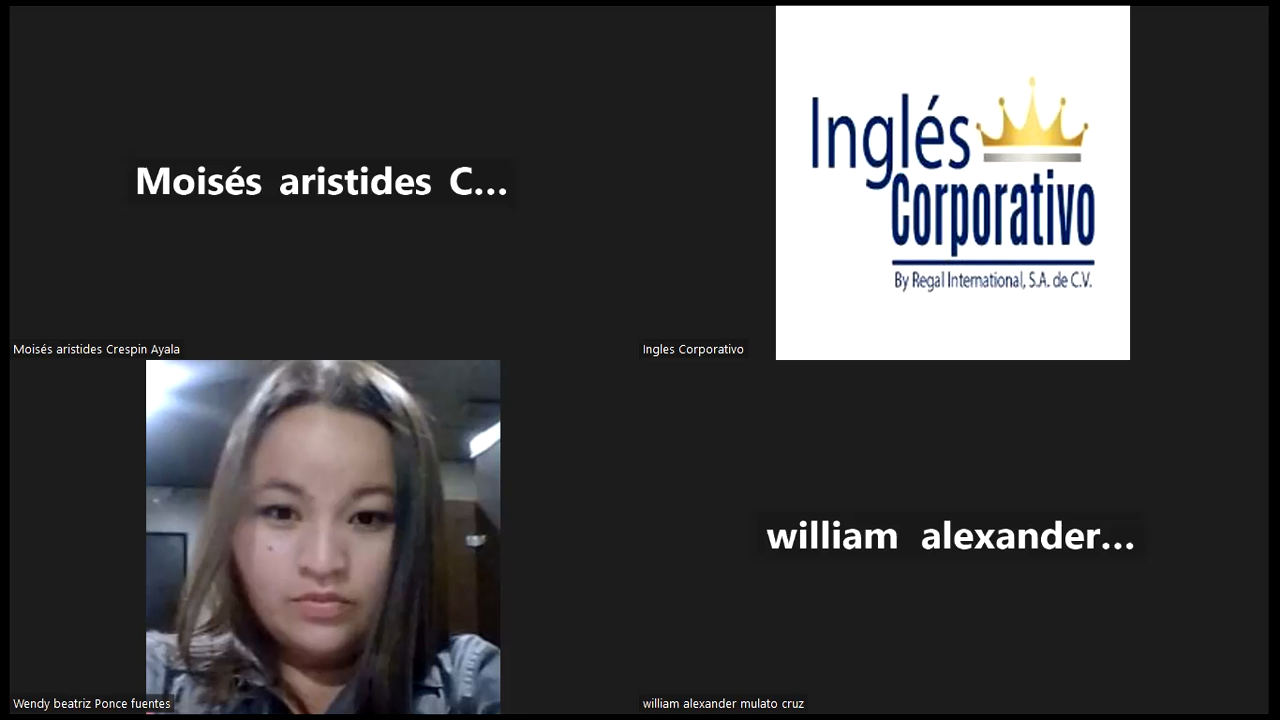 Moisés aristides C...
Inglés
Corporativo
By Regal International, S.A. de C.V.
Moisés aristides Crespin Ayala
Ingles Corporativo
william alexander...
Wendy beatriz Ponce fuentes
william alexander mulato cruz